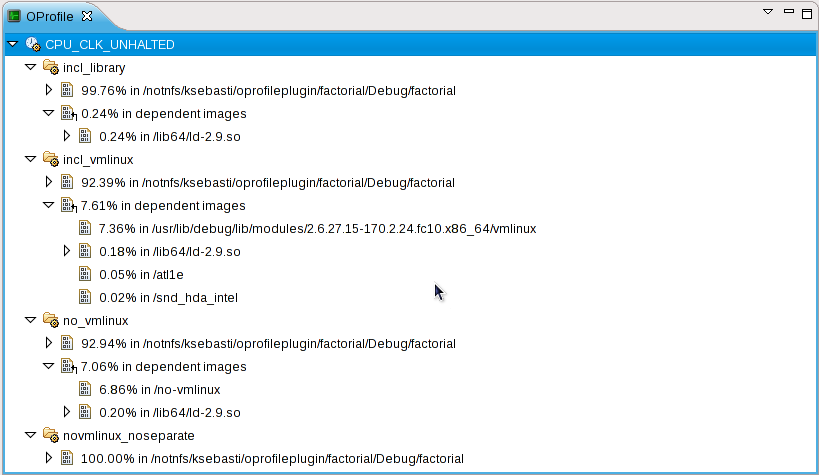 OProfile
CPU_CLK_UNHALTED
incl_library
99.76% in /notnfs/ksebasti/oprofileplugin/factorial/Debug/factorial
0.24% in dependent images
0.24% in /lib64/ld-2.9.so
incl_vmlinux
92.39% in /notnfs/ksebasti/oprofileplugin/factorial/Debug/factorial
7.61% in dependent images
7.36% in /usr/lib/debug/lib/modules/2.6.27.15-170.2.24.fc10.x86_64/vmlinux
0.18% in /lib64/ld-2.9.so
0.05% in /atl1e
0.02% in /snd_hda_intel
no_vmlinux
92.94% in /notnfs/ksebasti/oprofileplugin/factorial/Debug/factorial
7.06% in dependent images
6.86% in /no-vmlinux
0.20% in /lib64/ld-2.9.so
novmlinux_noseparate
100.00% in /notnfs/ksebasti/oprofileplugin/factorial/Debug/factorial